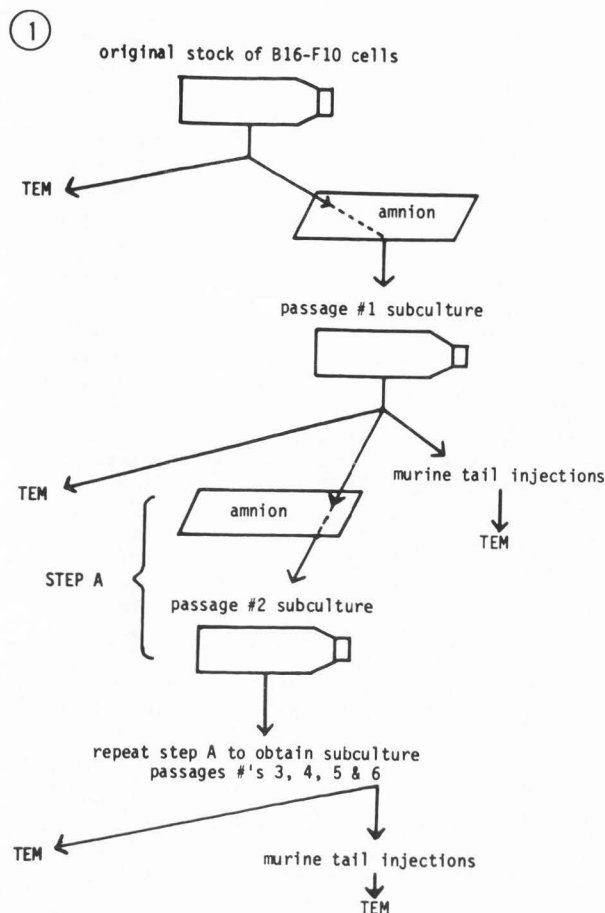 1
original stock of B16-F10 cells
TEM
amnion
passage #1 subculture
TEM
murine tail injections
TEM
amnion
STEP A
passage #2 subculture
repeat step A to obtain subculture
passages #'s 3, 4, 5 & 6
TEM
murine tail injections
TEM